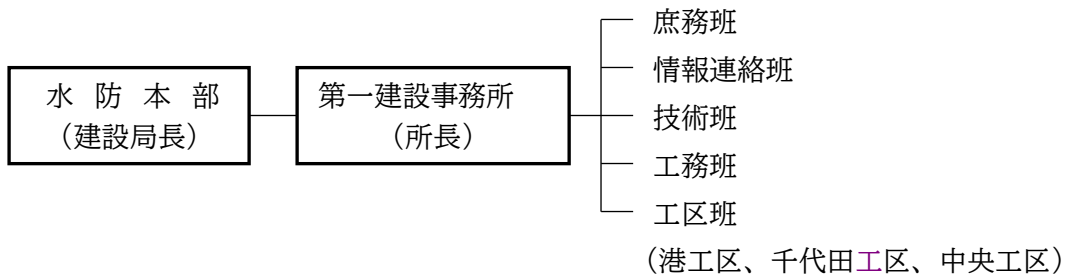 水防本部
（建設局長）
第一建設事務所
（所長）
庶務班
情報連絡班
技術班
工務班
工区班
（港工区、千代田工区、中央工区）